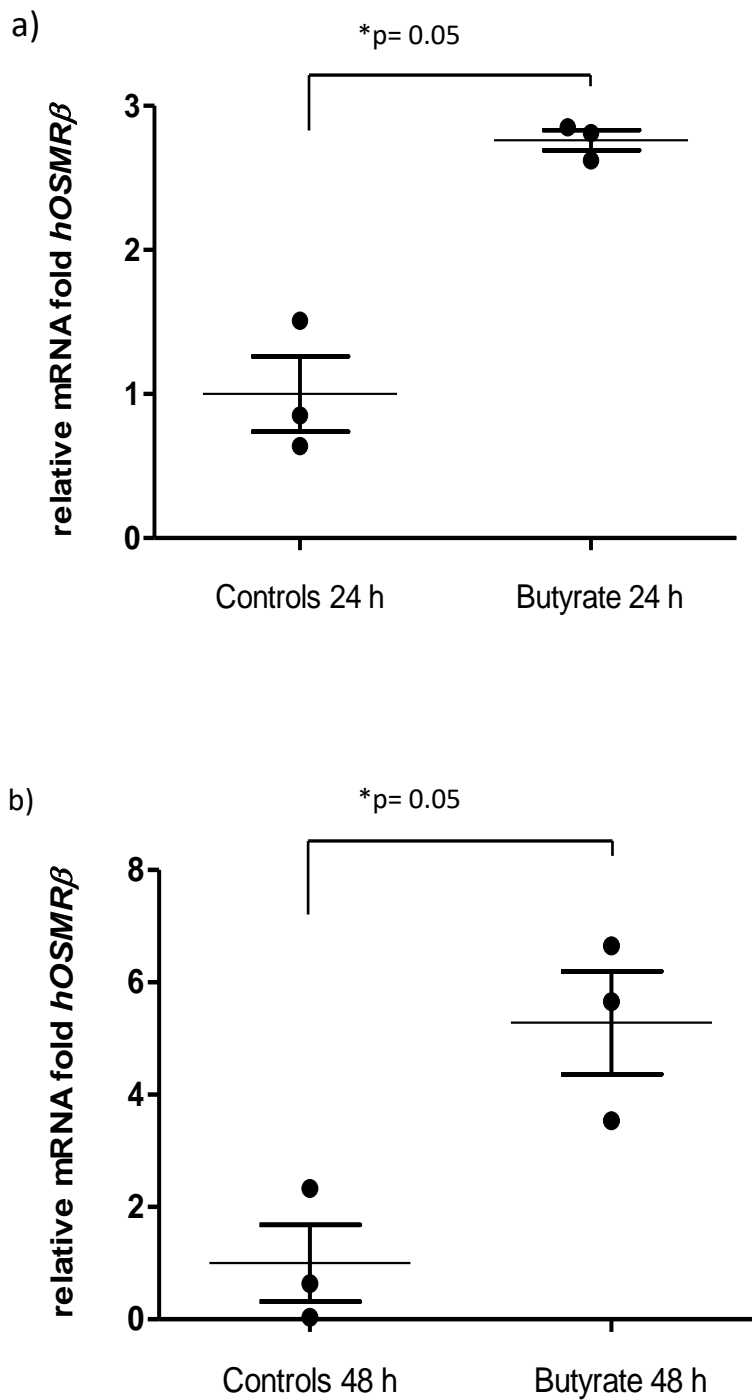 a)
*p= 0.05
relative mRNA fold hOSMRβ
3
2
1
0
Controls 24 h
Butyrate 24 h
b)
*p= 0.05
relative mRNA fold hOSMRβ
8
6
4
2
0
Controls 48 h
Butyrate 48 h